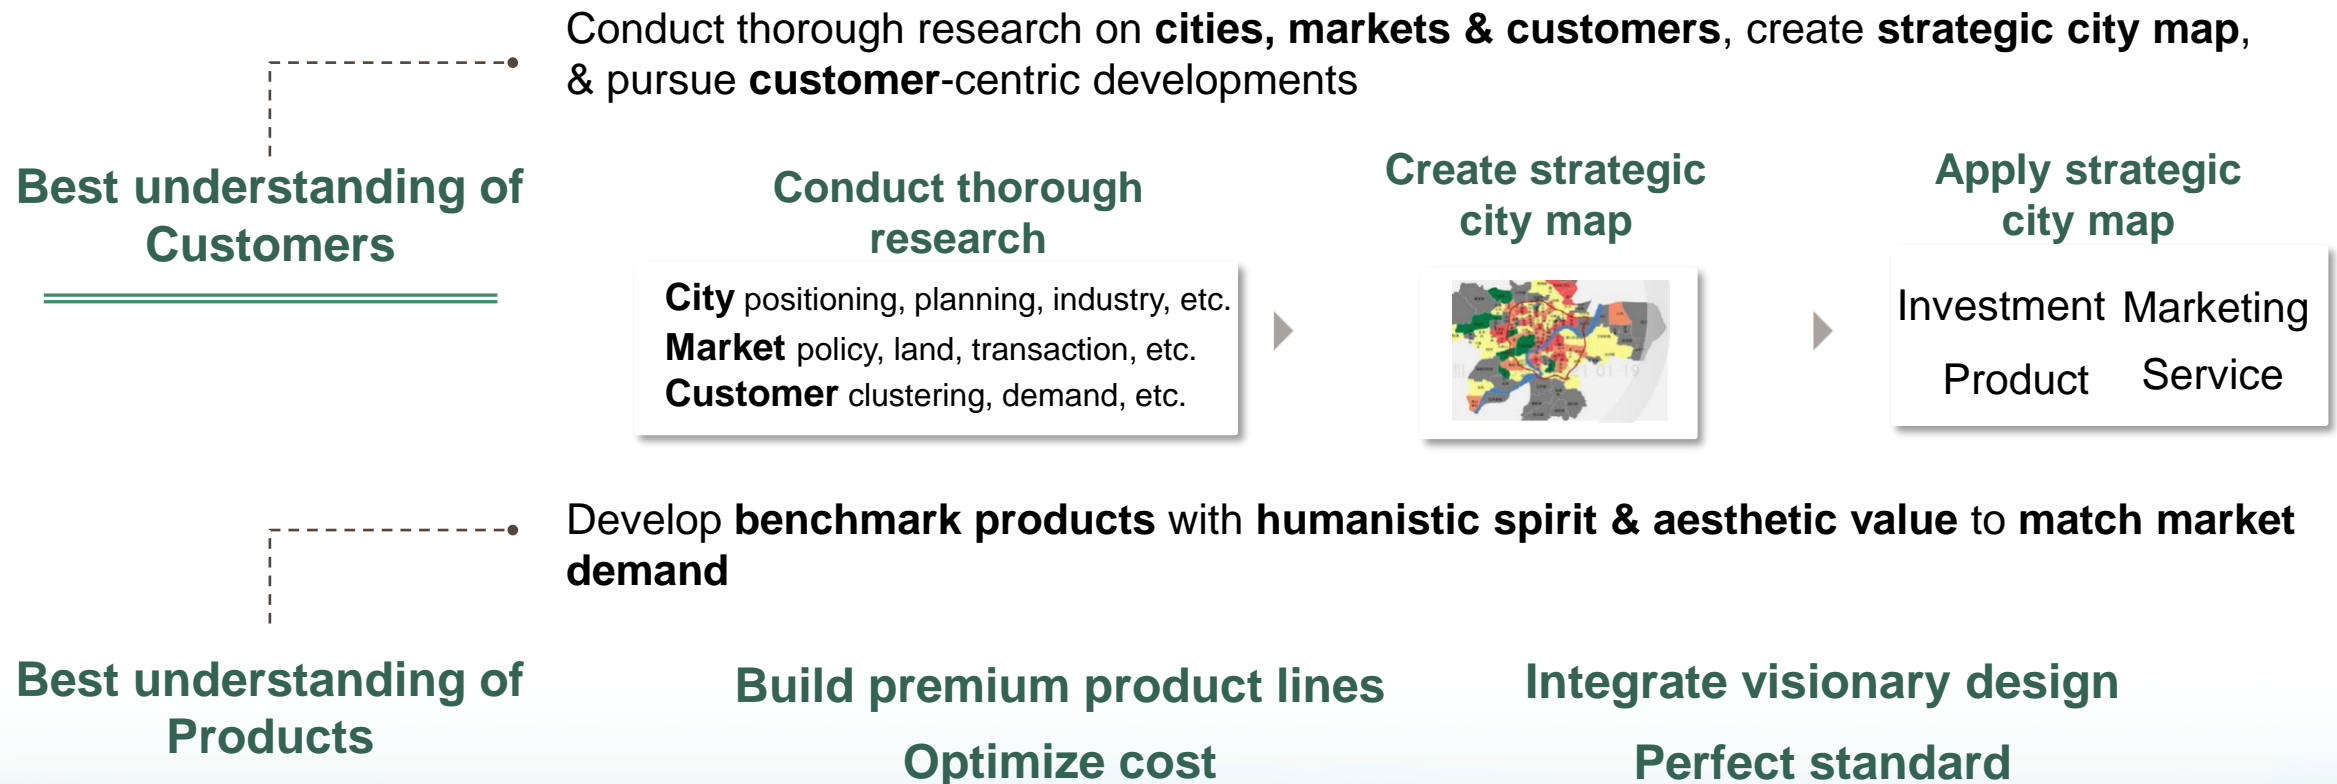 Conduct thorough research on cities, markets & customers, create strategic city map,
& pursue customer-centric developments
Best understanding of
Customers
Conduct thorough
research
City positioning, planning, industry, etc.
Market policy, land, transaction, etc.
Customer clustering, demand, etc.
Create strategic
city map
Apply strategic
city map
Investment Marketing
Product Service
Develop benchmark products with humanistic spirit & aesthetic value to match market
demand
Best understanding of
Products
Build premium product lines
Integrate visionary design
Optimize cost
Perfect standard